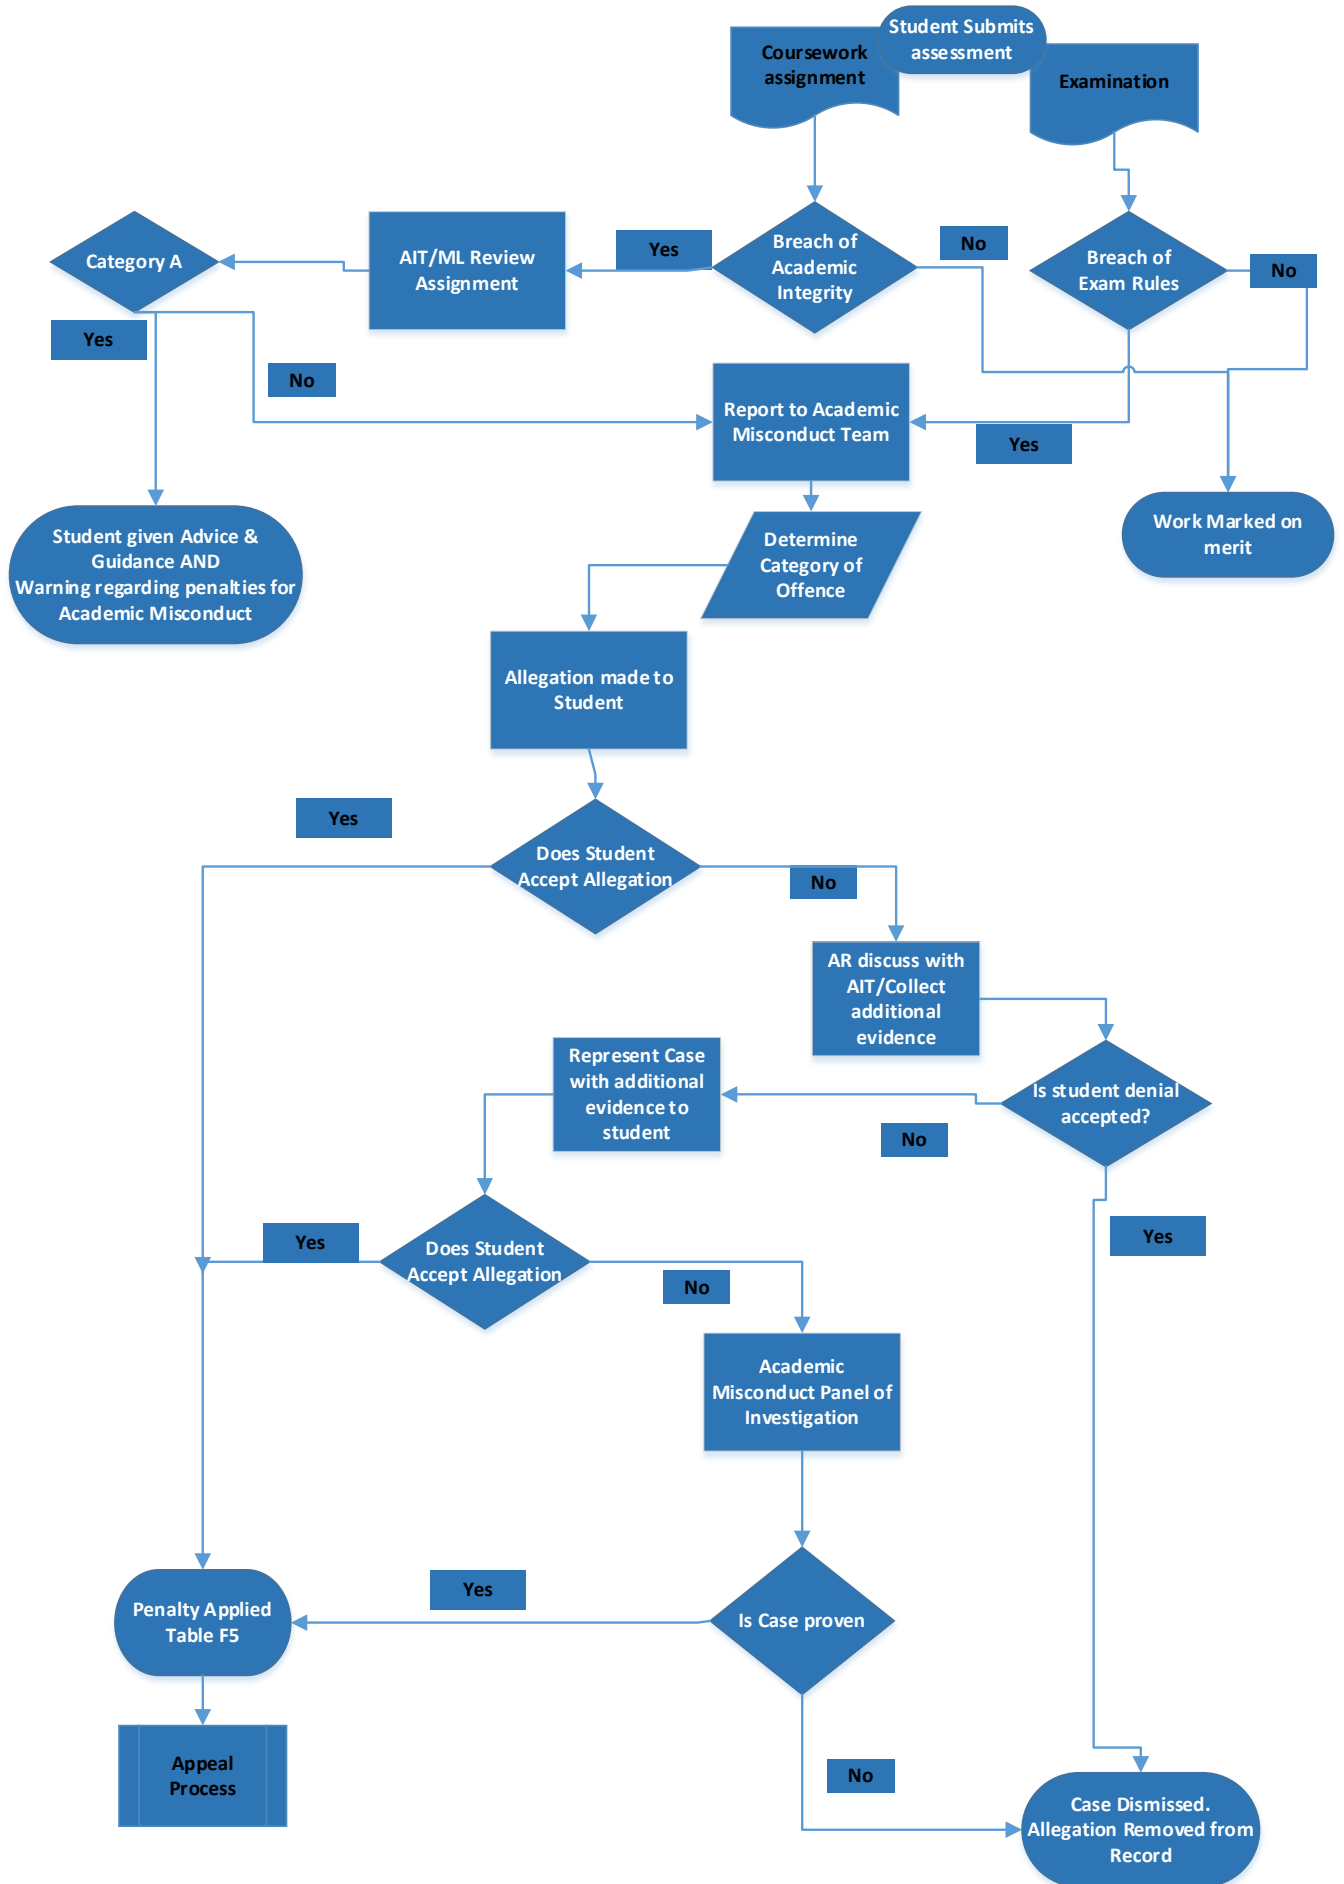 Student Submits
assessment
Coursework
assignment
Examination
Category A
AIT/ML Review
Assignment
Yes
Breach of
Academic
Integrity
No
Breach of
Exam Rules
No
Yes
No
Report to Academic
Misconduct Team
Yes
Student given Advice &
Guidance AND
Warning regarding penalties for
Academic Misconduct
Determine
Category of
Offence
Work Marked on
merit
Allegation made to
Student
Yes
Does Student
Accept Allegation
No
AR discuss with
AIT/Collect
additional
evidence
Represent Case
with additional
evidence to
student
Is student denial
accepted?
No
Yes
Yes
Does Student
Accept Allegation
No
Academic
Misconduct Panel of
Investigation
Yes
Is Case proven
Penalty Applied
Table F5
Appeal
Process
No
Case Dismissed.
Allegation Removed from
Record